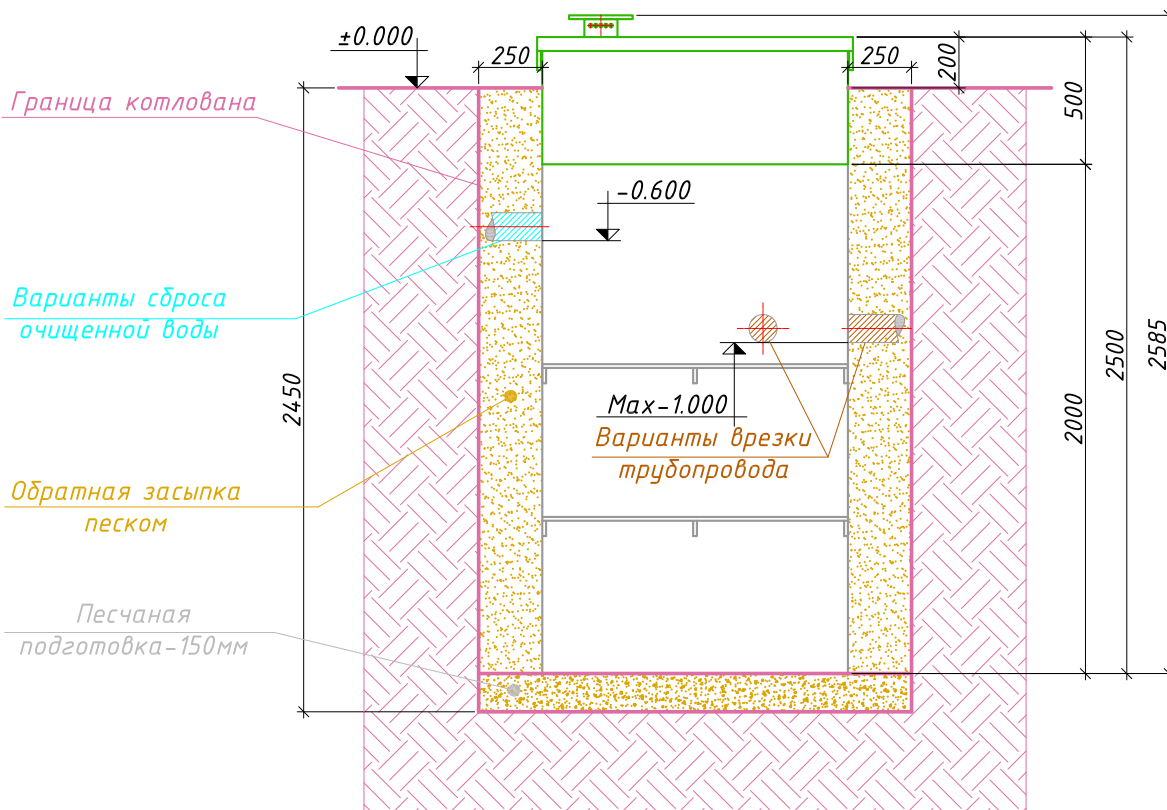 ±0.000
250
250
200
500
Граница котлована
-0.600
Варианты сброса
очищенной воды
2450
2000
2500
2585
Max-1.000
Варианты врезки
трубопровода
Обратная засыпка
песком
Песчаная
подготовка-150мм